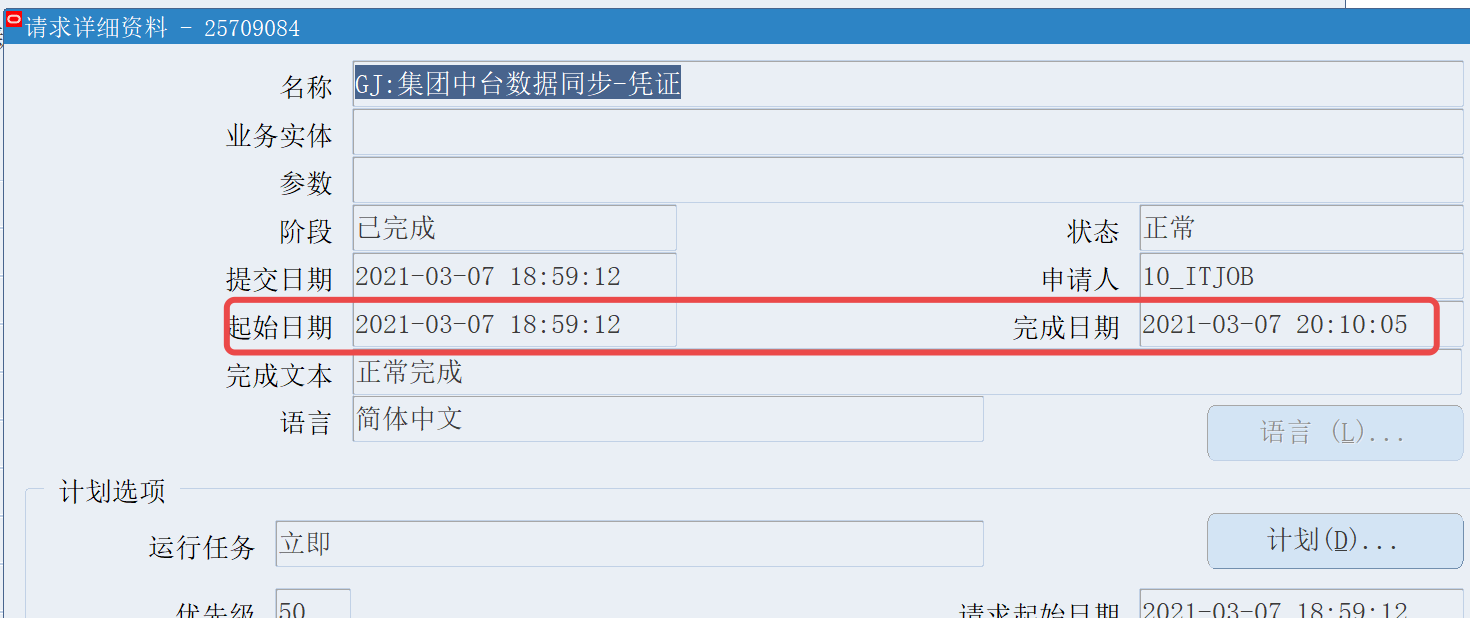 请求详细资料 - 25709084
名称 GJ:集团中台数据同步-凭证
业务实体
参数
阶段 已完成 状态 正常
提交日期 2021-03-07 18:59:12 申请人 10_ITJOB
起始日期 2021-03-07 18:59:12 完成日期 2021-03-07 20:10:05
完成文本 正常完成
语言 简体中文
语言 (L)...
计划选项
运行任务 立即 计划(D)...
优先级 50 请求起始日期 2021-03-07 18:59:12